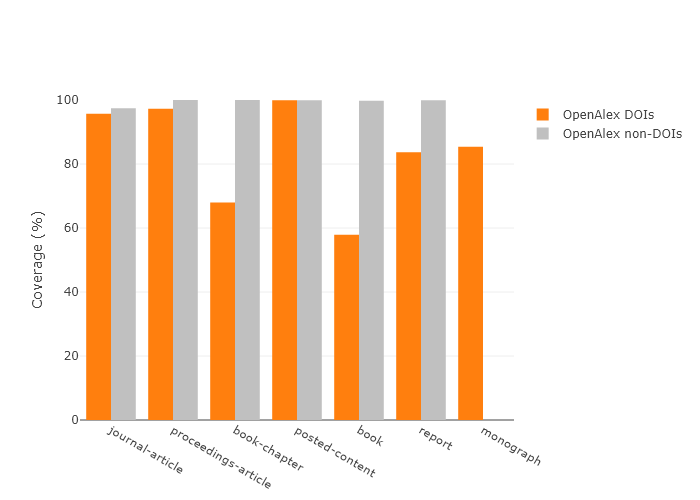 100
80
60
40
20
0
Coverage (%)
journal-article
proceedings-article
book-chapter
posted-content
book
report
monograph
OpenAlex DOIs
OpenAlex non-DOIs